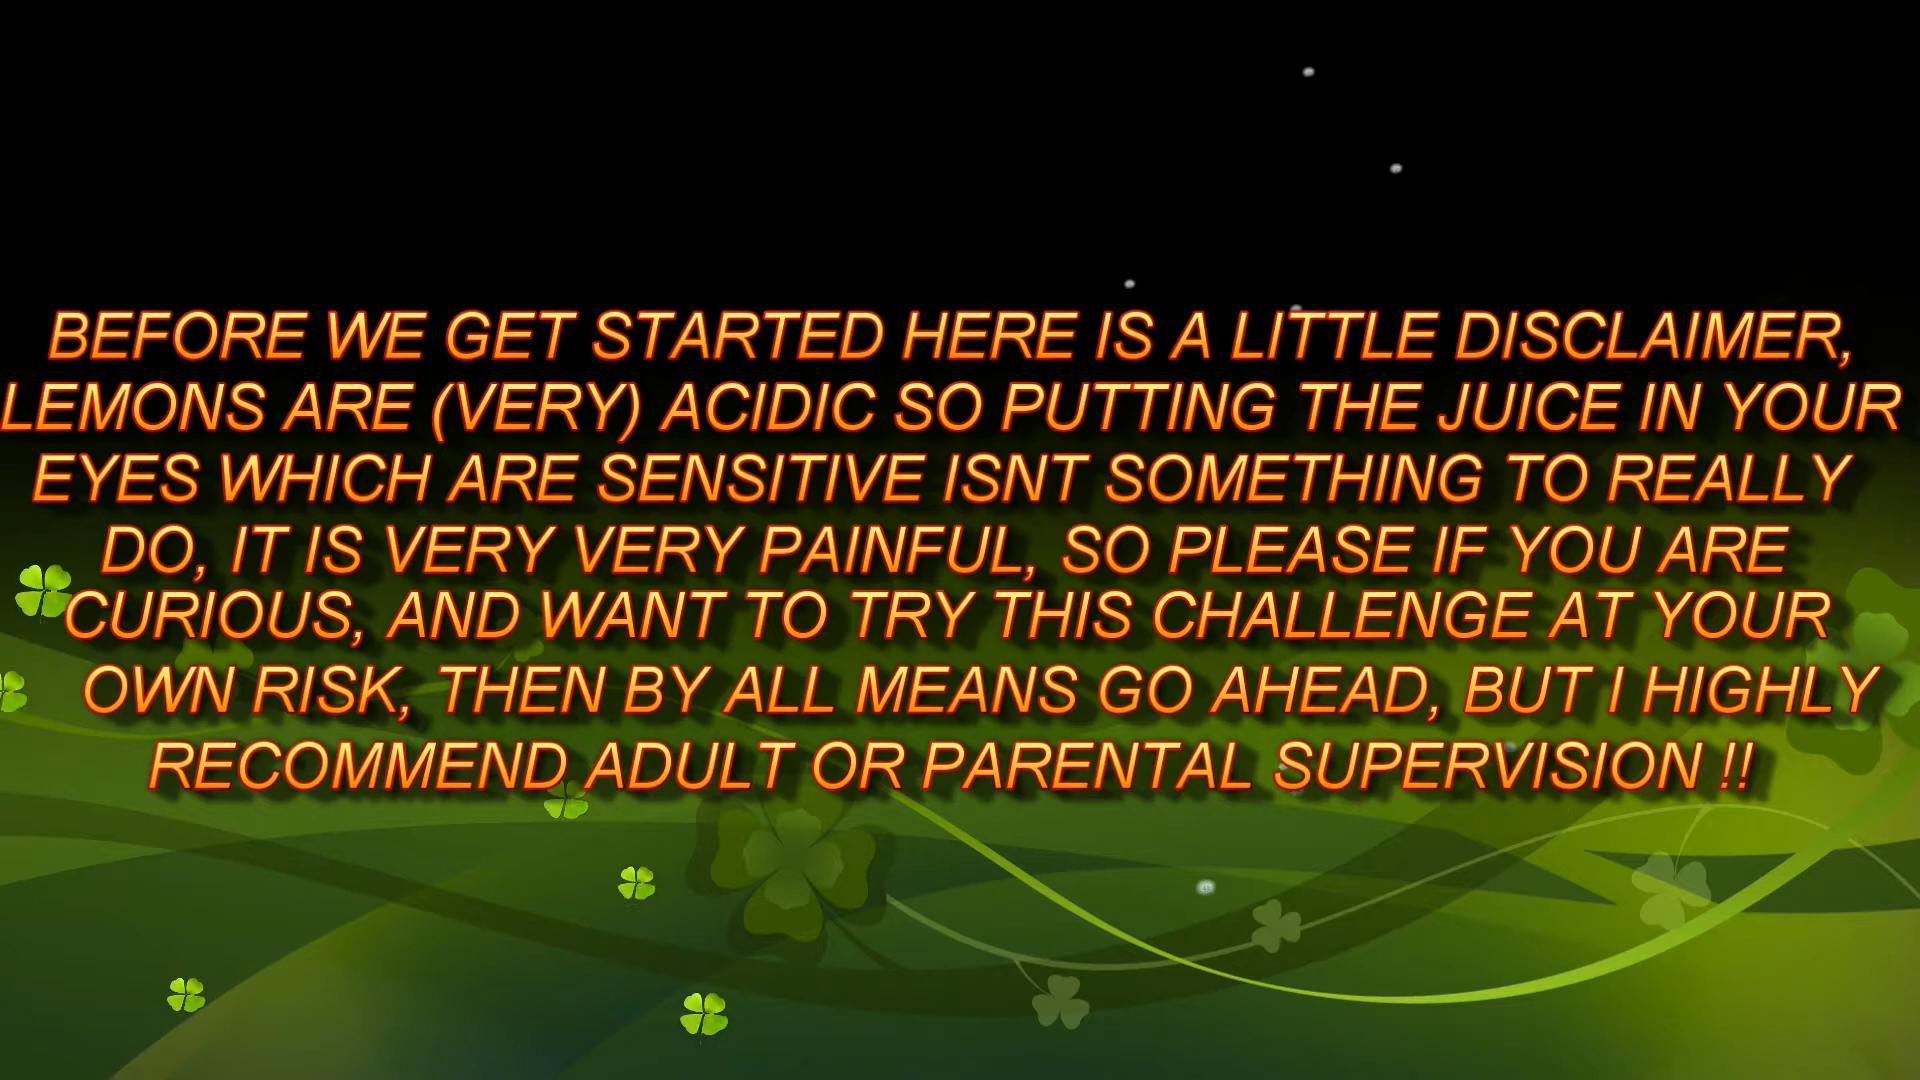 BEFORE WE GET STARTED HERE IS A LITTLE DISCLAIMER,
LEMONS ARE (VERY) ACIDIC SO PUTTING THE JUICE IN YOUR
EYES WHICH ARE SENSITIVE ISNT SOMETHING TO REALLY
DO, IT IS VERY VERY PAINFUL, SO PLEASE IF YOU ARE
CURIOUS, AND WANT TO TRY THIS CHALLENGE AT YOUR
OWN RISK, THEN BY ALL MEANS GO AHEAD, BUT I HIGHLY
RECOMMEND ADULT OR PARENTAL SUPERVISION !!